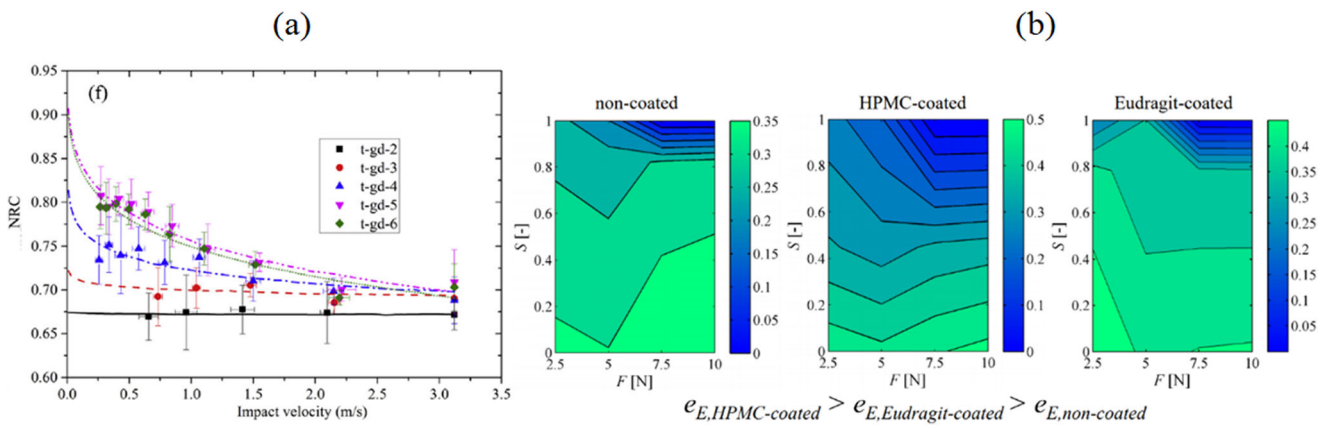 (a)
(b)
(f)
0.95
0.90
0.85
0.80
0.75
0.70
0.65
0.60
NRC
t-gd-2
t-gd-3
t-gd-4
t-gd-5
t-gd-6
0.0 0.5 1.0 1.5 2.0 2.5 3.0 3.5
Impact velocity (m/s)
non-coated
1
0.8
0.6
0.4
0.2
0
S [-]
2.5 5 7.5 10
F [N]
0.35
0.3
0.25
0.2
0.15
0.1
0.05
0
HPMC-coated
1
0.8
0.6
0.4
0.2
0
S [-]
2.5 5 7.5 10
F [N]
0.5
0.4
0.3
0.2
0.1
0
Eudragit-coated
1
0.8
0.6
0.4
0.2
0
S [-]
2.5 5 7.5 10
F [N]
0.4
0.35
0.3
0.25
0.2
0.15
0.1
0.05
e_E,HPMC-coated > e_E,Eudragit-coated > e_E,non-coated